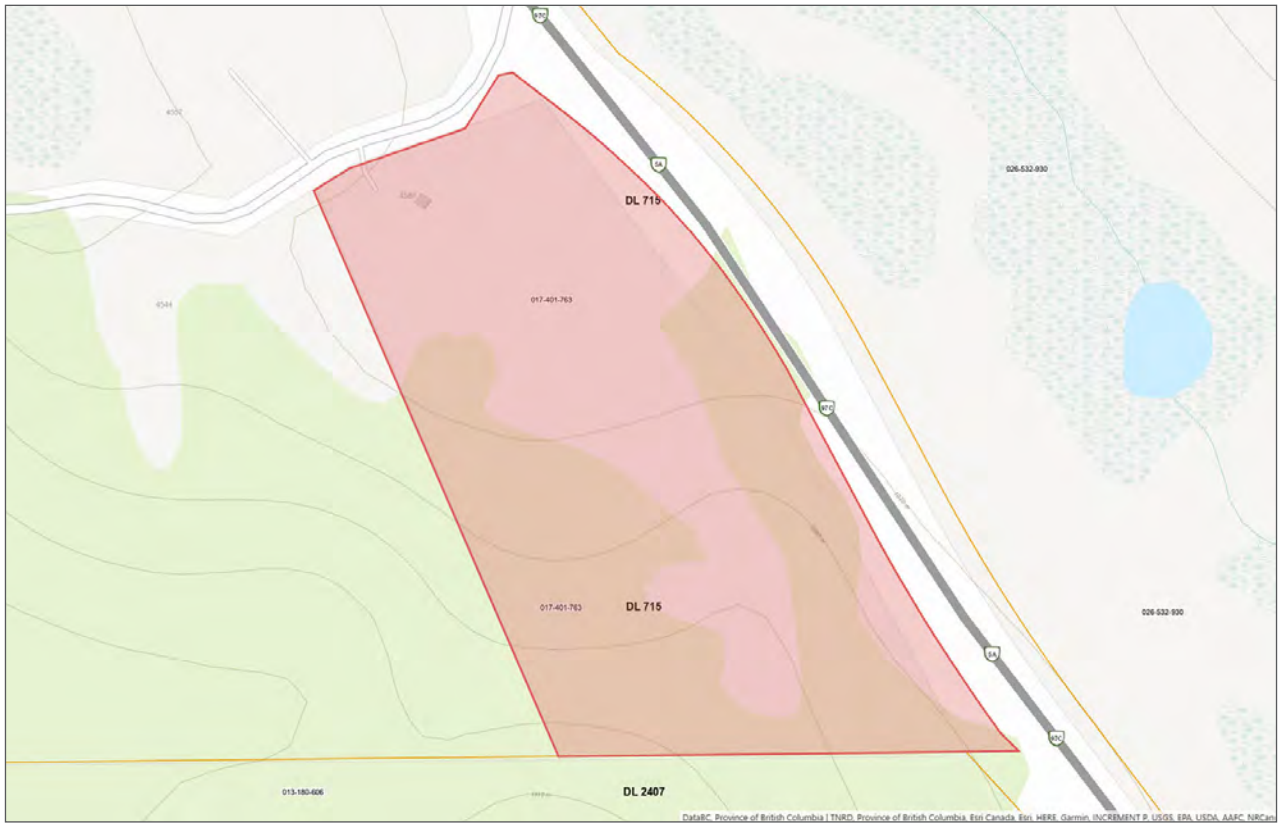 97C
4557
5A
026-532-930
DL 715
4544
017-401-763
97C
017-401-763
DL 715
026-532-930
5A
97C
013-180-606
DL 2407
DataBC, Province of British Columbia | TNRD, Province of British Columbia, Esri Canada, Esri, HERE, Garmin, INCREMENT P, USGS, EPA, USDA, AAFC, NRCan